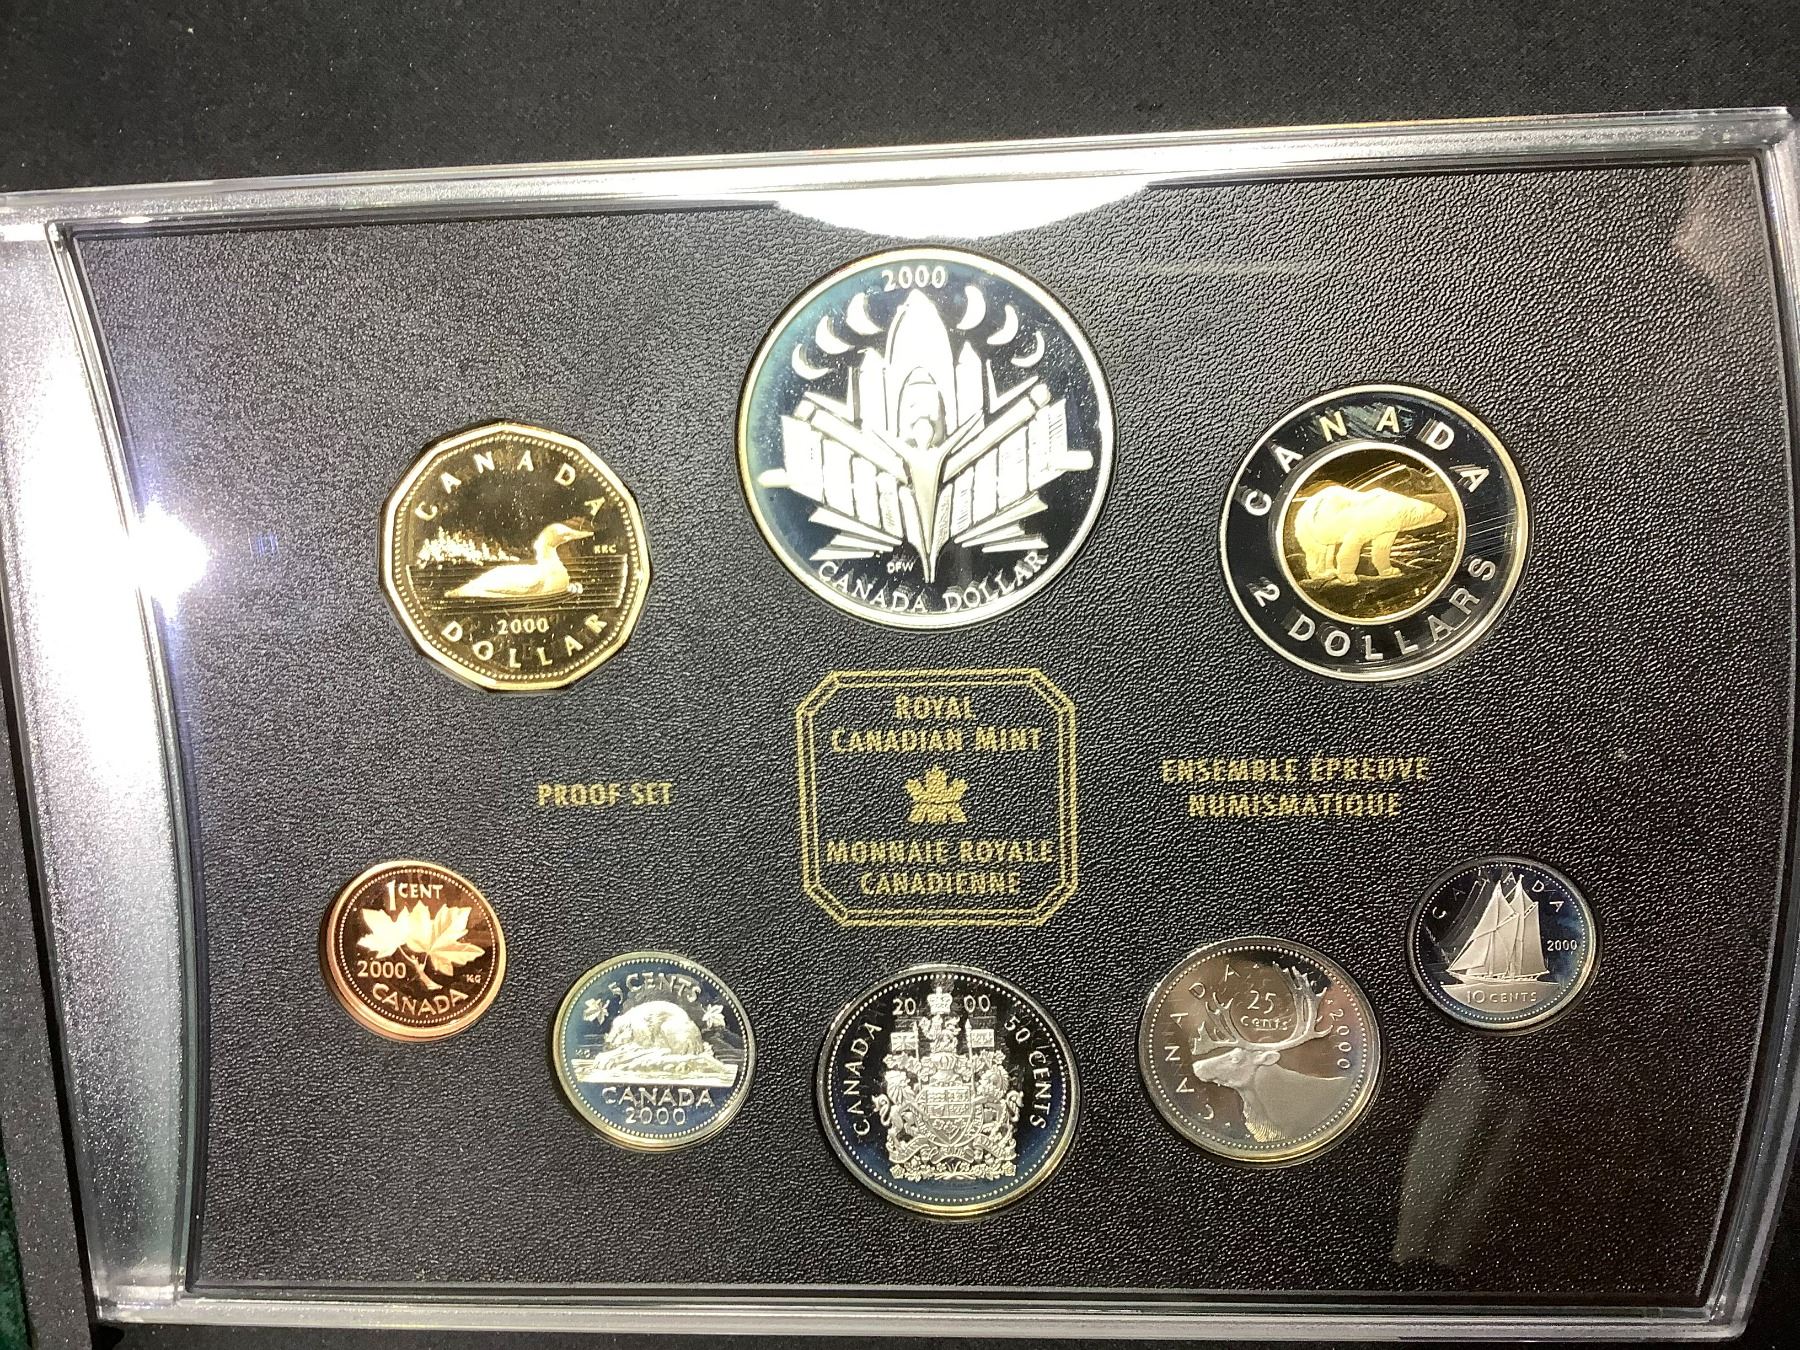 2000
DFW
CANADA DOLLAR
CANADA
RRC
2000
DOLLAR
CANADA
2 DOLLARS
ROYAL
CANADIAN MINT
MONNAIE ROYALE
CANADIENNE
PROOF SET
ENSEMBLE ÉPREUVE
NUMISMATIQUE
1 CENT
2000
KG
CANADA
5 CENTS
KG
CANADA
2000
2000
CANADA
50 CENTS
CANADA
25
cents
2000
CANADA
2000
10 CENTS